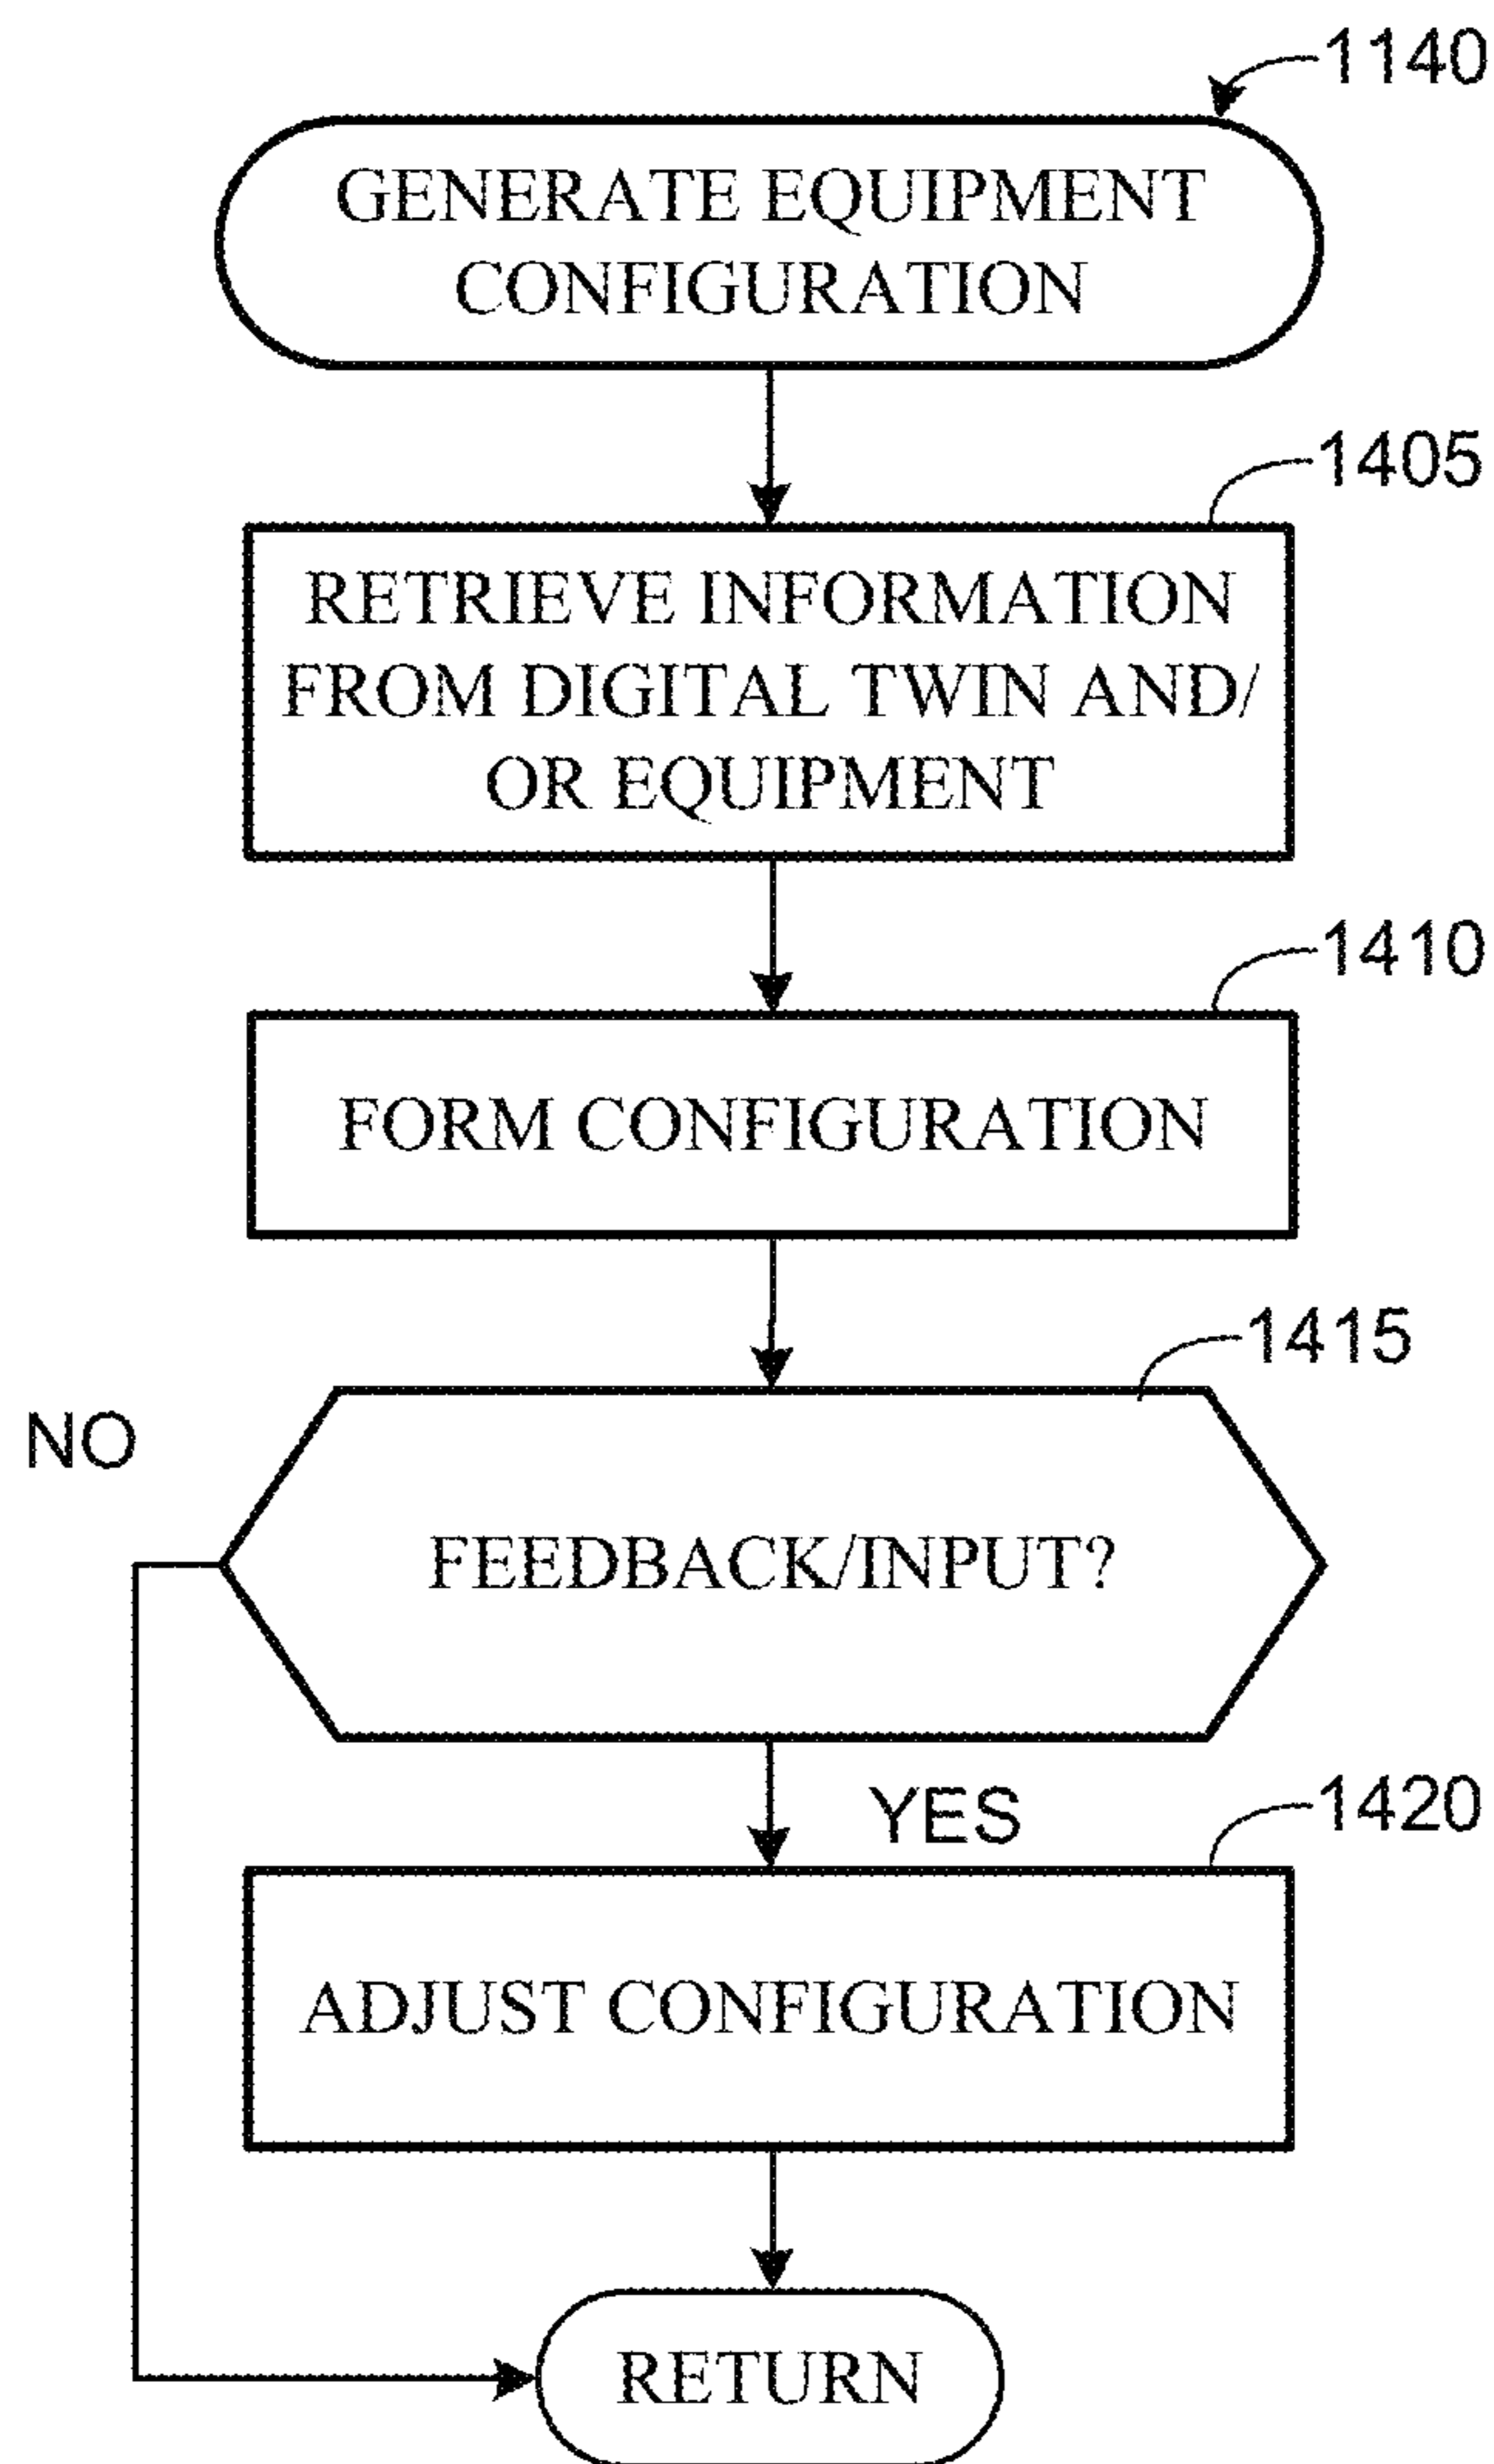 1140
GENERATE EQUIPMENT
CONFIGURATION
1405
RETRIEVE INFORMATION
FROM DIGITAL TWIN AND/
OR EQUIPMENT
1410
FORM CONFIGURATION
1415
NO
FEEDBACK/INPUT?
YES
1420
ADJUST CONFIGURATION
RETURN